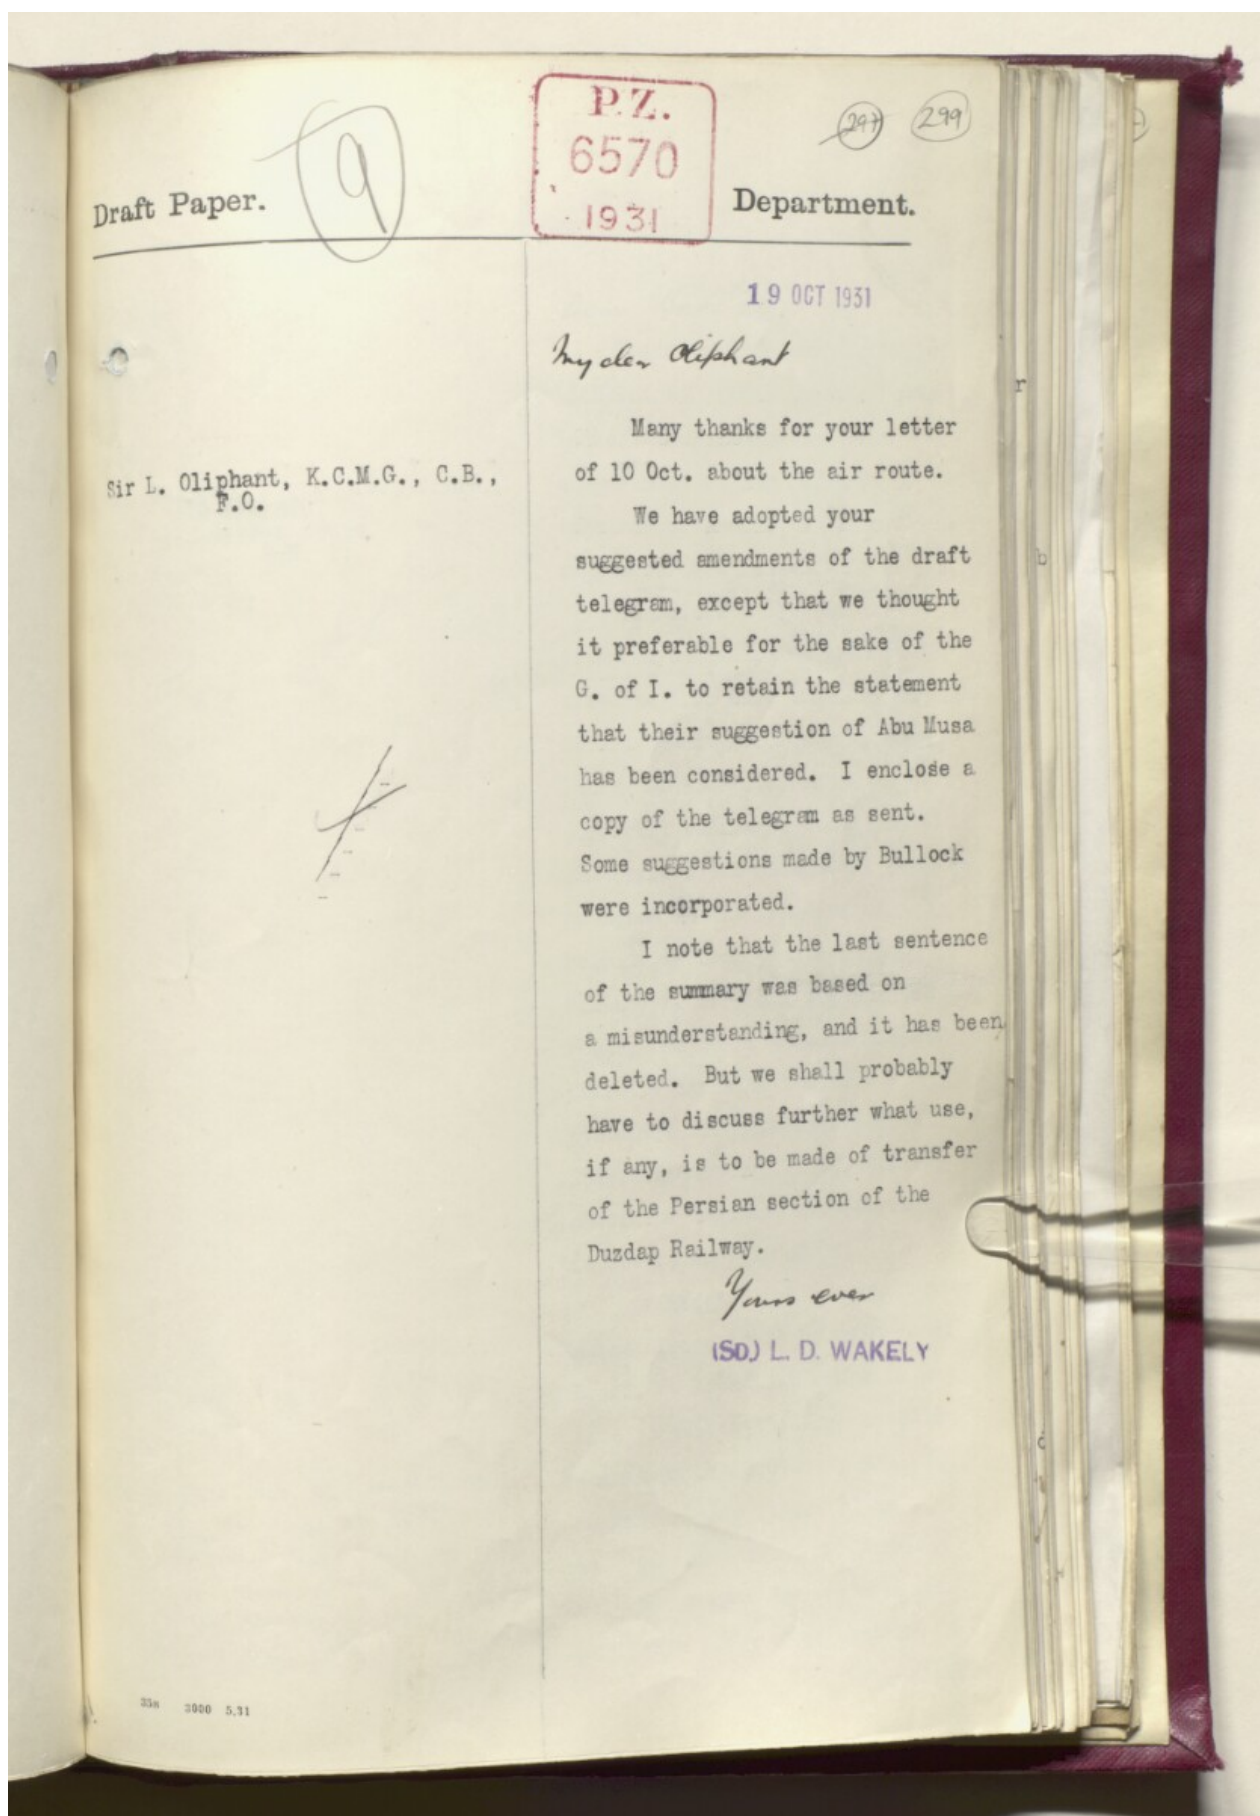 P.Z.
6570
1931
297 299
9
Draft Paper.
Department.
19 OCT 1931
My dear Oliphant
Sir L. Oliphant, K.C.M.G., C.B.,
F.O.
Many thanks for your letter
of 10 Oct. about the air route.
We have adopted your
suggested amendments of the draft
telegram, except that we thought
it preferable for the sake of the
G. of I. to retain the statement
that their suggestion of Abu Musa
has been considered. I enclose a
copy of the telegram as sent.
Some suggestions made by Bullock
were incorporated.
I note that the last sentence
of the summary was based on
a misunderstanding, and it has been
deleted. But we shall probably
have to discuss further what use,
if any, is to be made of transfer
of the Persian section of the
Duzdap Railway.
Yours ever
(SD.) L. D. WAKELY
3000 5.31